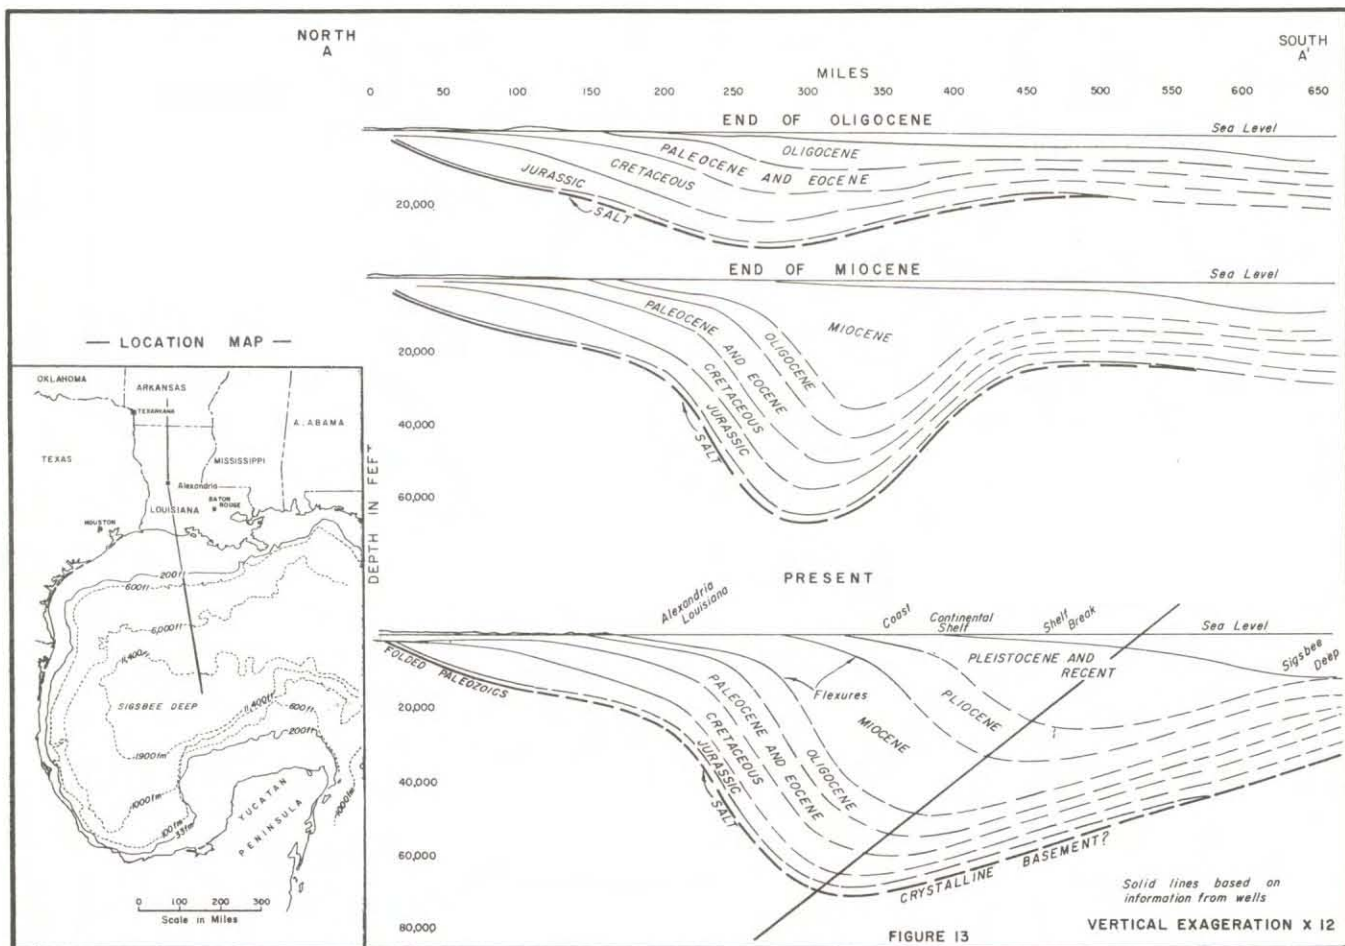 NORTH
A
SOUTH
A'
MILES
0 50 100 150 200 250 300 350 400 450 500 550 600 650
END OF OLIGOCENE
Sea Level
OLIGOCENE
PALEOCENE AND EOCENE
CRETACEOUS
JURASSIC
SALT
20,000
END OF MIOCENE
Sea Level
MIOCENE
OLIGOCENE
PALEOCENE AND EOCENE
CRETACEOUS
JURASSIC
SALT
20,000
40,000
60,000
DEPTH IN FEET
PRESENT
Alexandria
Louisiana
Coast
Continental
Shelf
Shelf
Break
Sea Level
Sigsbee
Deep
FOLDED PALEOZOICS
Flexures
PLEISTOCENE AND
RECENT
PLIOCENE
MIOCENE
OLIGOCENE
PALEOCENE AND EOCENE
CRETACEOUS
JURASSIC
SALT
CRYSTALLINE BASEMENT?
20,000
40,000
60,000
80,000
Solid lines based on
information from wells
VERTICAL EXAGERATION X 12
FIGURE 13
— LOCATION MAP —
OKLAHOMA
ARKANSAS
TEXARKANA
ALABAMA
TEXAS
MISSISSIPPI
Alexandria
LOUISIANA
BATON
ROUGE
HOUSTON
200ft
600ft
6,000ft
11,400ft
SIGSBEE DEEP
11,400ft
600ft
200ft
1900fm
1000fm
100fm
33fm
1000fm
YUCATAN
PENINSULA
0 100 200 300
Scale in Miles